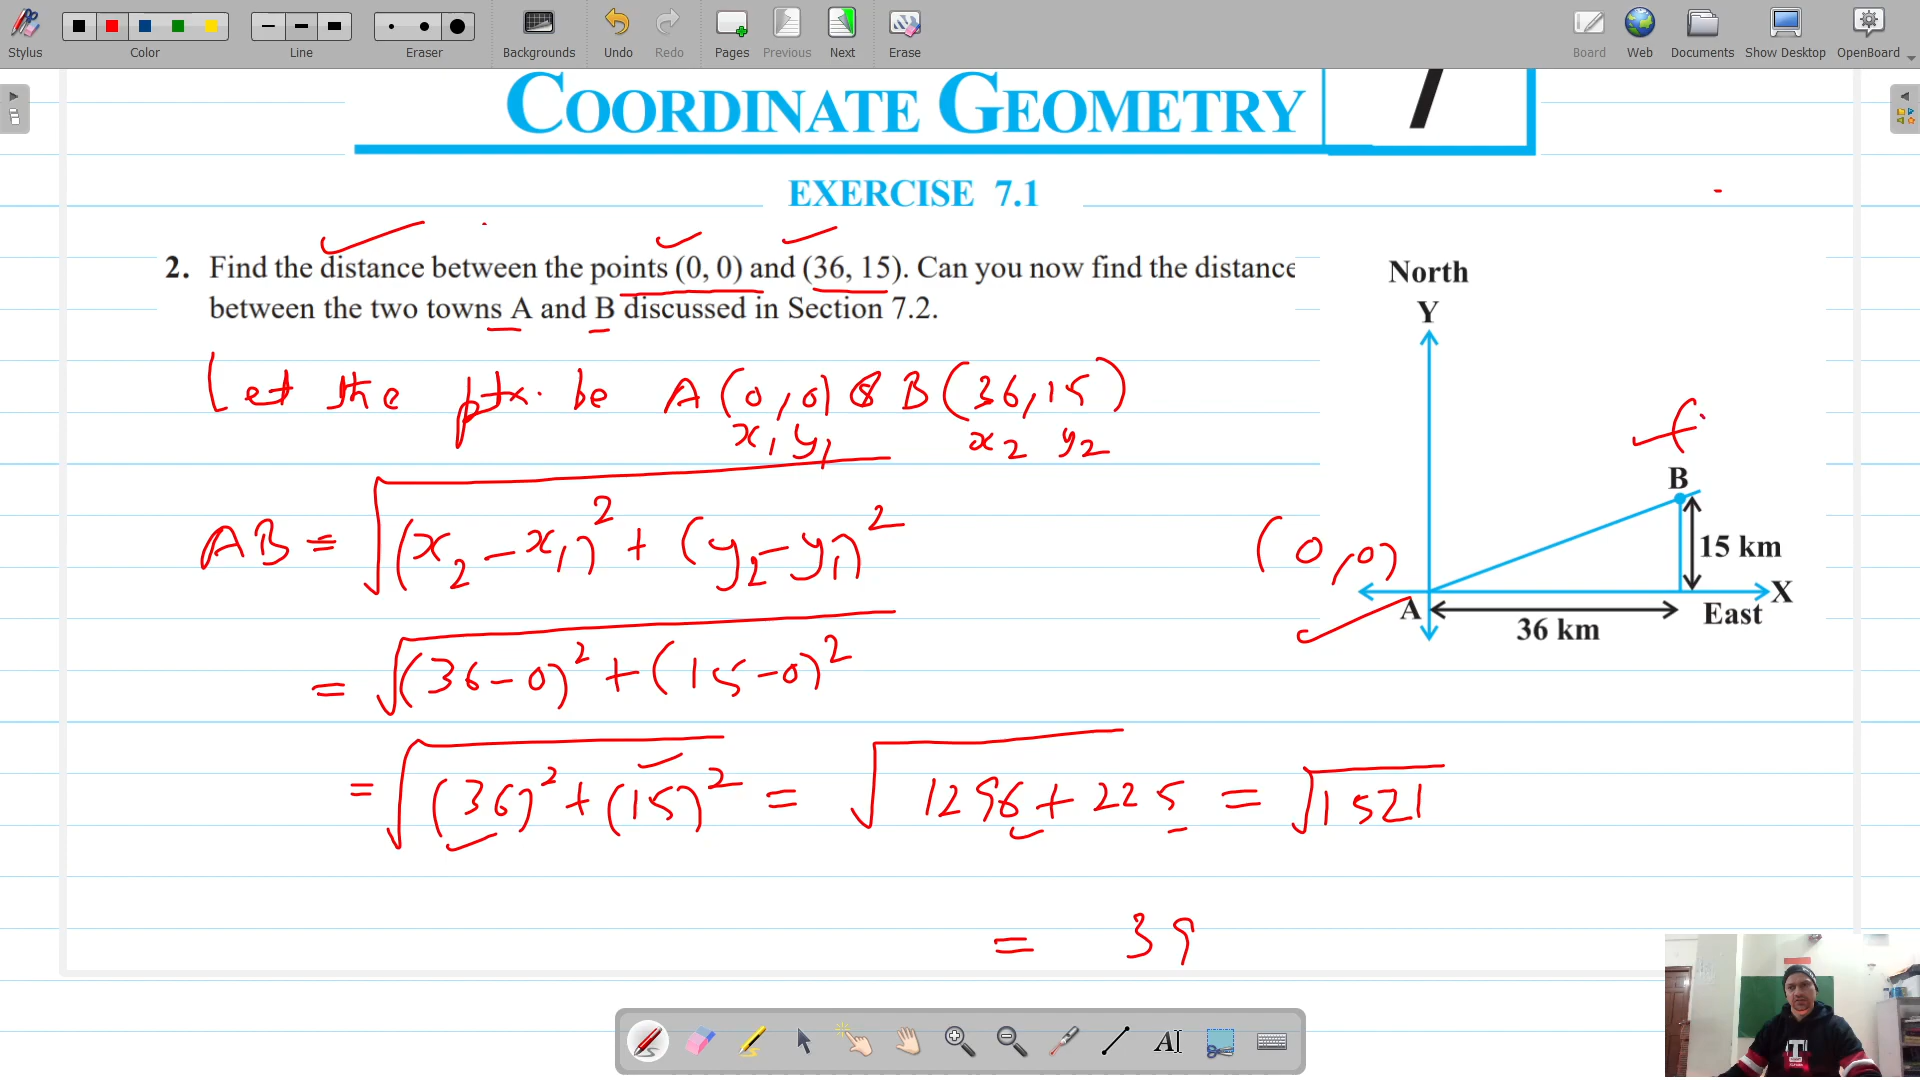 Stylus
Color
Line
Eraser
Backgrounds
Undo
Redo
Pages
Previous
Next
Erase
Board
Web
Documents
Show Desktop
OpenBoard
COORDINATE GEOMETRY
7
EXERCISE 7.1
2. Find the distance between the points (0, 0) and (36, 15). Can you now find the distance
between the two towns A and B discussed in Section 7.2.
Let the pts. be A (0,0) & B (36,15)
x₁ y₁ x₂ y₂
AB = √(x₂ - x₁)² + (y₂ - y₁)²
= √(36-0)² + (15-0)²
= √(36)² + (15)² = √1296 + 225 = √1521
= 39
North
Y
B
(0,0)
15 km
X
A
East
36 km